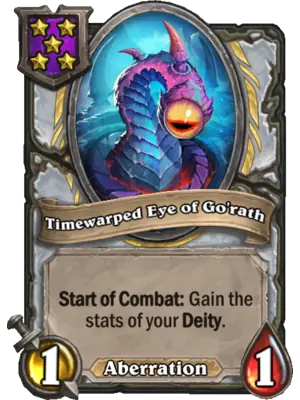 Timewarped Eye of Go'rath
Start of Combat: Gain the
stats of your Deity.
1
Aberration
1